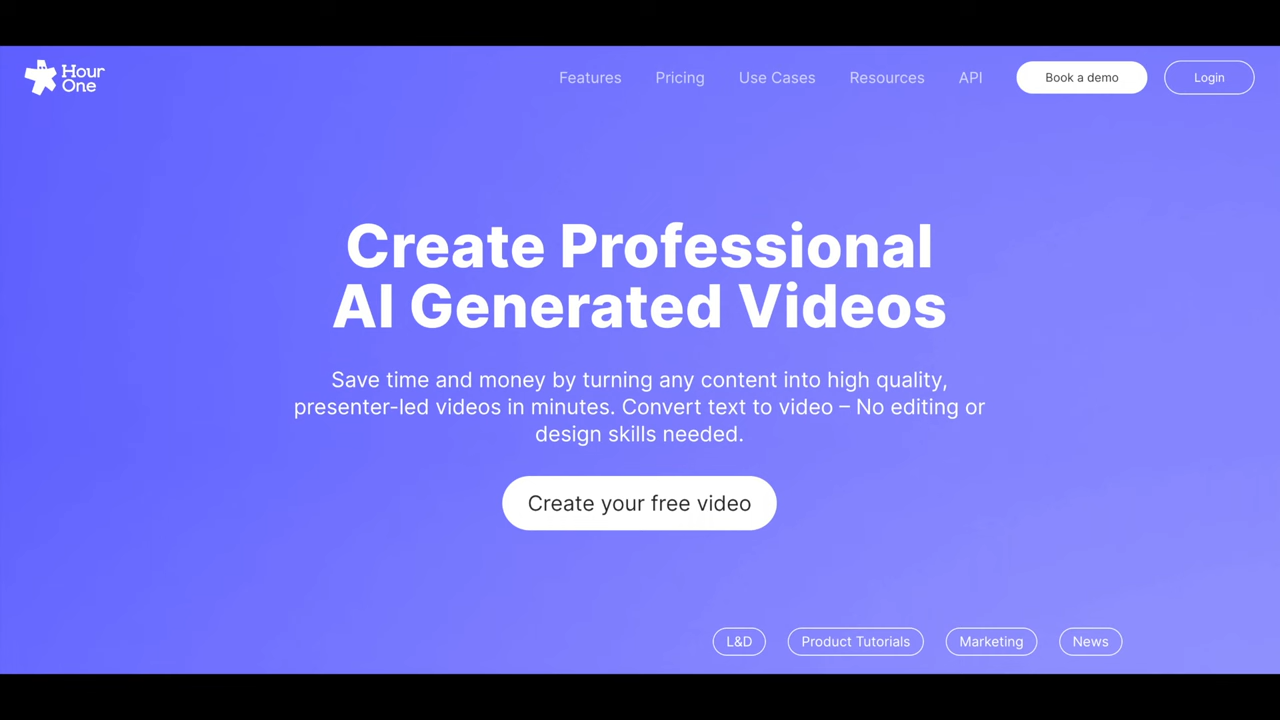 Hour
One
Features
Pricing
Use Cases
Resources
API
Book a demo
Login
Create Professional
AI Generated Videos
Save time and money by turning any content into high quality,
presenter-led videos in minutes. Convert text to video – No editing or
design skills needed.
Create your free video
L&D
Product Tutorials
Marketing
News